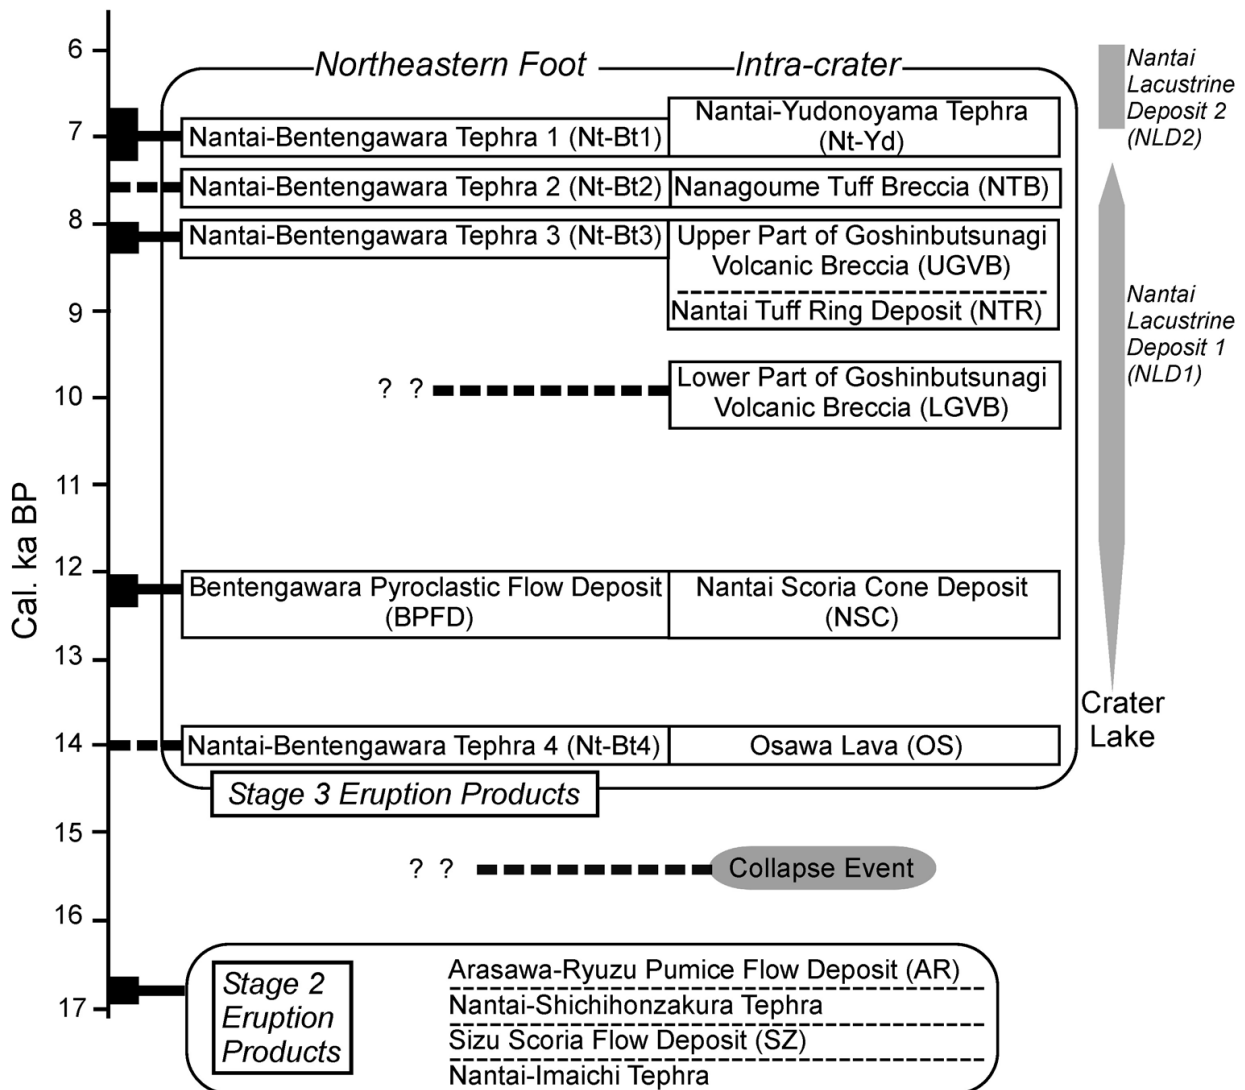 Northeastern Foot
Intra-crater
6
7
8
9
10
11
12
13
14
15
16
17
Cal. ka BP
Nantai-Bentengawara Tephra 1 (Nt-Bt1)
Nantai-Yudonoyama Tephra
(Nt-Yd)
Nantai-Bentengawara Tephra 2 (Nt-Bt2)
Nanagoume Tuff Breccia (NTB)
Nantai-Bentengawara Tephra 3 (Nt-Bt3)
Upper Part of Goshinbutsunagi
Volcanic Breccia (UGVB)
Nantai Tuff Ring Deposit (NTR)
? ?
Lower Part of Goshinbutsunagi
Volcanic Breccia (LGVB)
Bentengawara Pyroclastic Flow Deposit
(BPFD)
Nantai Scoria Cone Deposit
(NSC)
Nantai-Bentengawara Tephra 4 (Nt-Bt4)
Osawa Lava (OS)
Stage 3 Eruption Products
? ?
Collapse Event
Stage 2
Eruption
Products
Arasawa-Ryuzu Pumice Flow Deposit (AR)
Nantai-Shichihonzakura Tephra
Sizu Scoria Flow Deposit (SZ)
Nantai-Imaichi Tephra
Nantai
Lacustrine
Deposit 2
(NLD2)
Nantai
Lacustrine
Deposit 1
(NLD1)
Crater
Lake